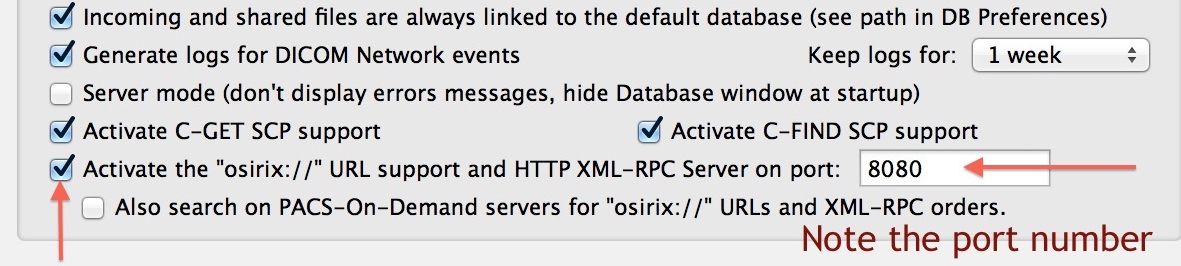 Incoming and shared files are always linked to the default database (see path in DB Preferences)
Generate logs for DICOM Network events Keep logs for: 1 week
Server mode (don't display errors messages, hide Database window at startup)
Activate C-GET SCP support Activate C-FIND SCP support
Activate the "osirix://" URL support and HTTP XML-RPC Server on port: 8080
Also search on PACS-On-Demand servers for "osirix://" URLs and XML-RPC orders.
Note the port number